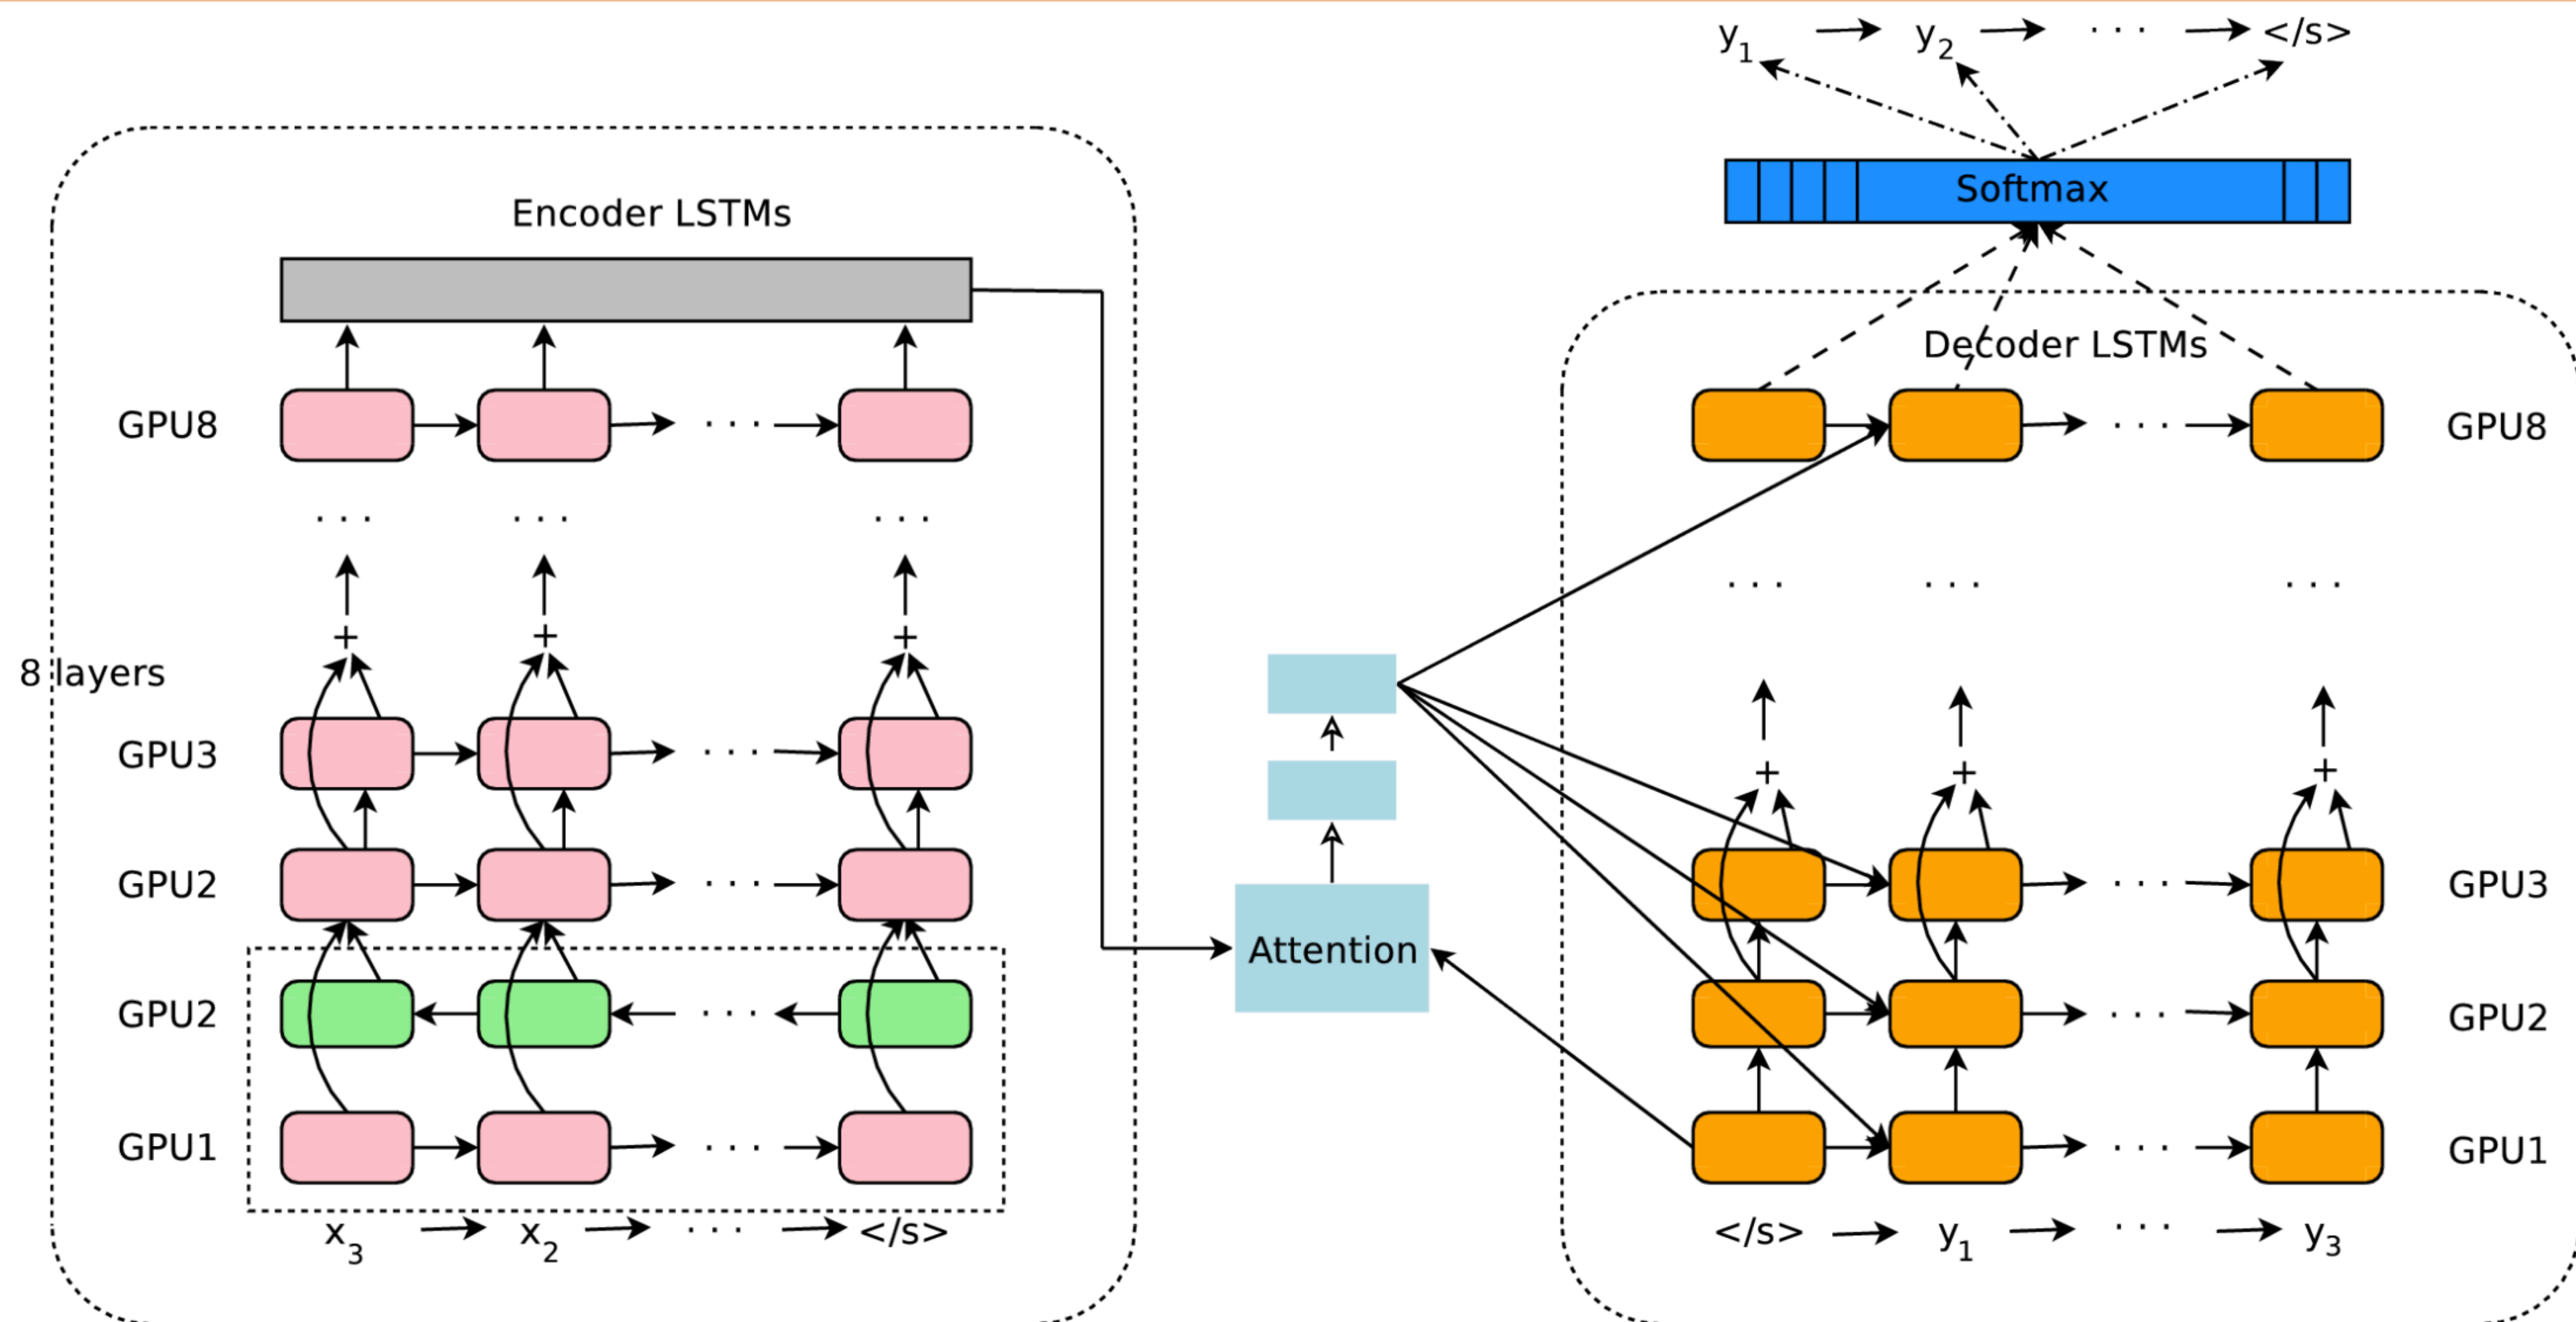 y1 y2 · · · </s>
Softmax
Encoder LSTMs
Decoder LSTMs
GPU8 · · ·
· · · GPU8
· · · · · · · · ·
· · · · · · · · ·
+ + +
8 layers
GPU3 · · ·
+ + +
GPU2 · · ·
· · · GPU3
Attention
GPU2 · · ·
· · · GPU2
GPU1 · · ·
· · · GPU1
x3 x2 · · · </s>
</s> y1 · · · y3